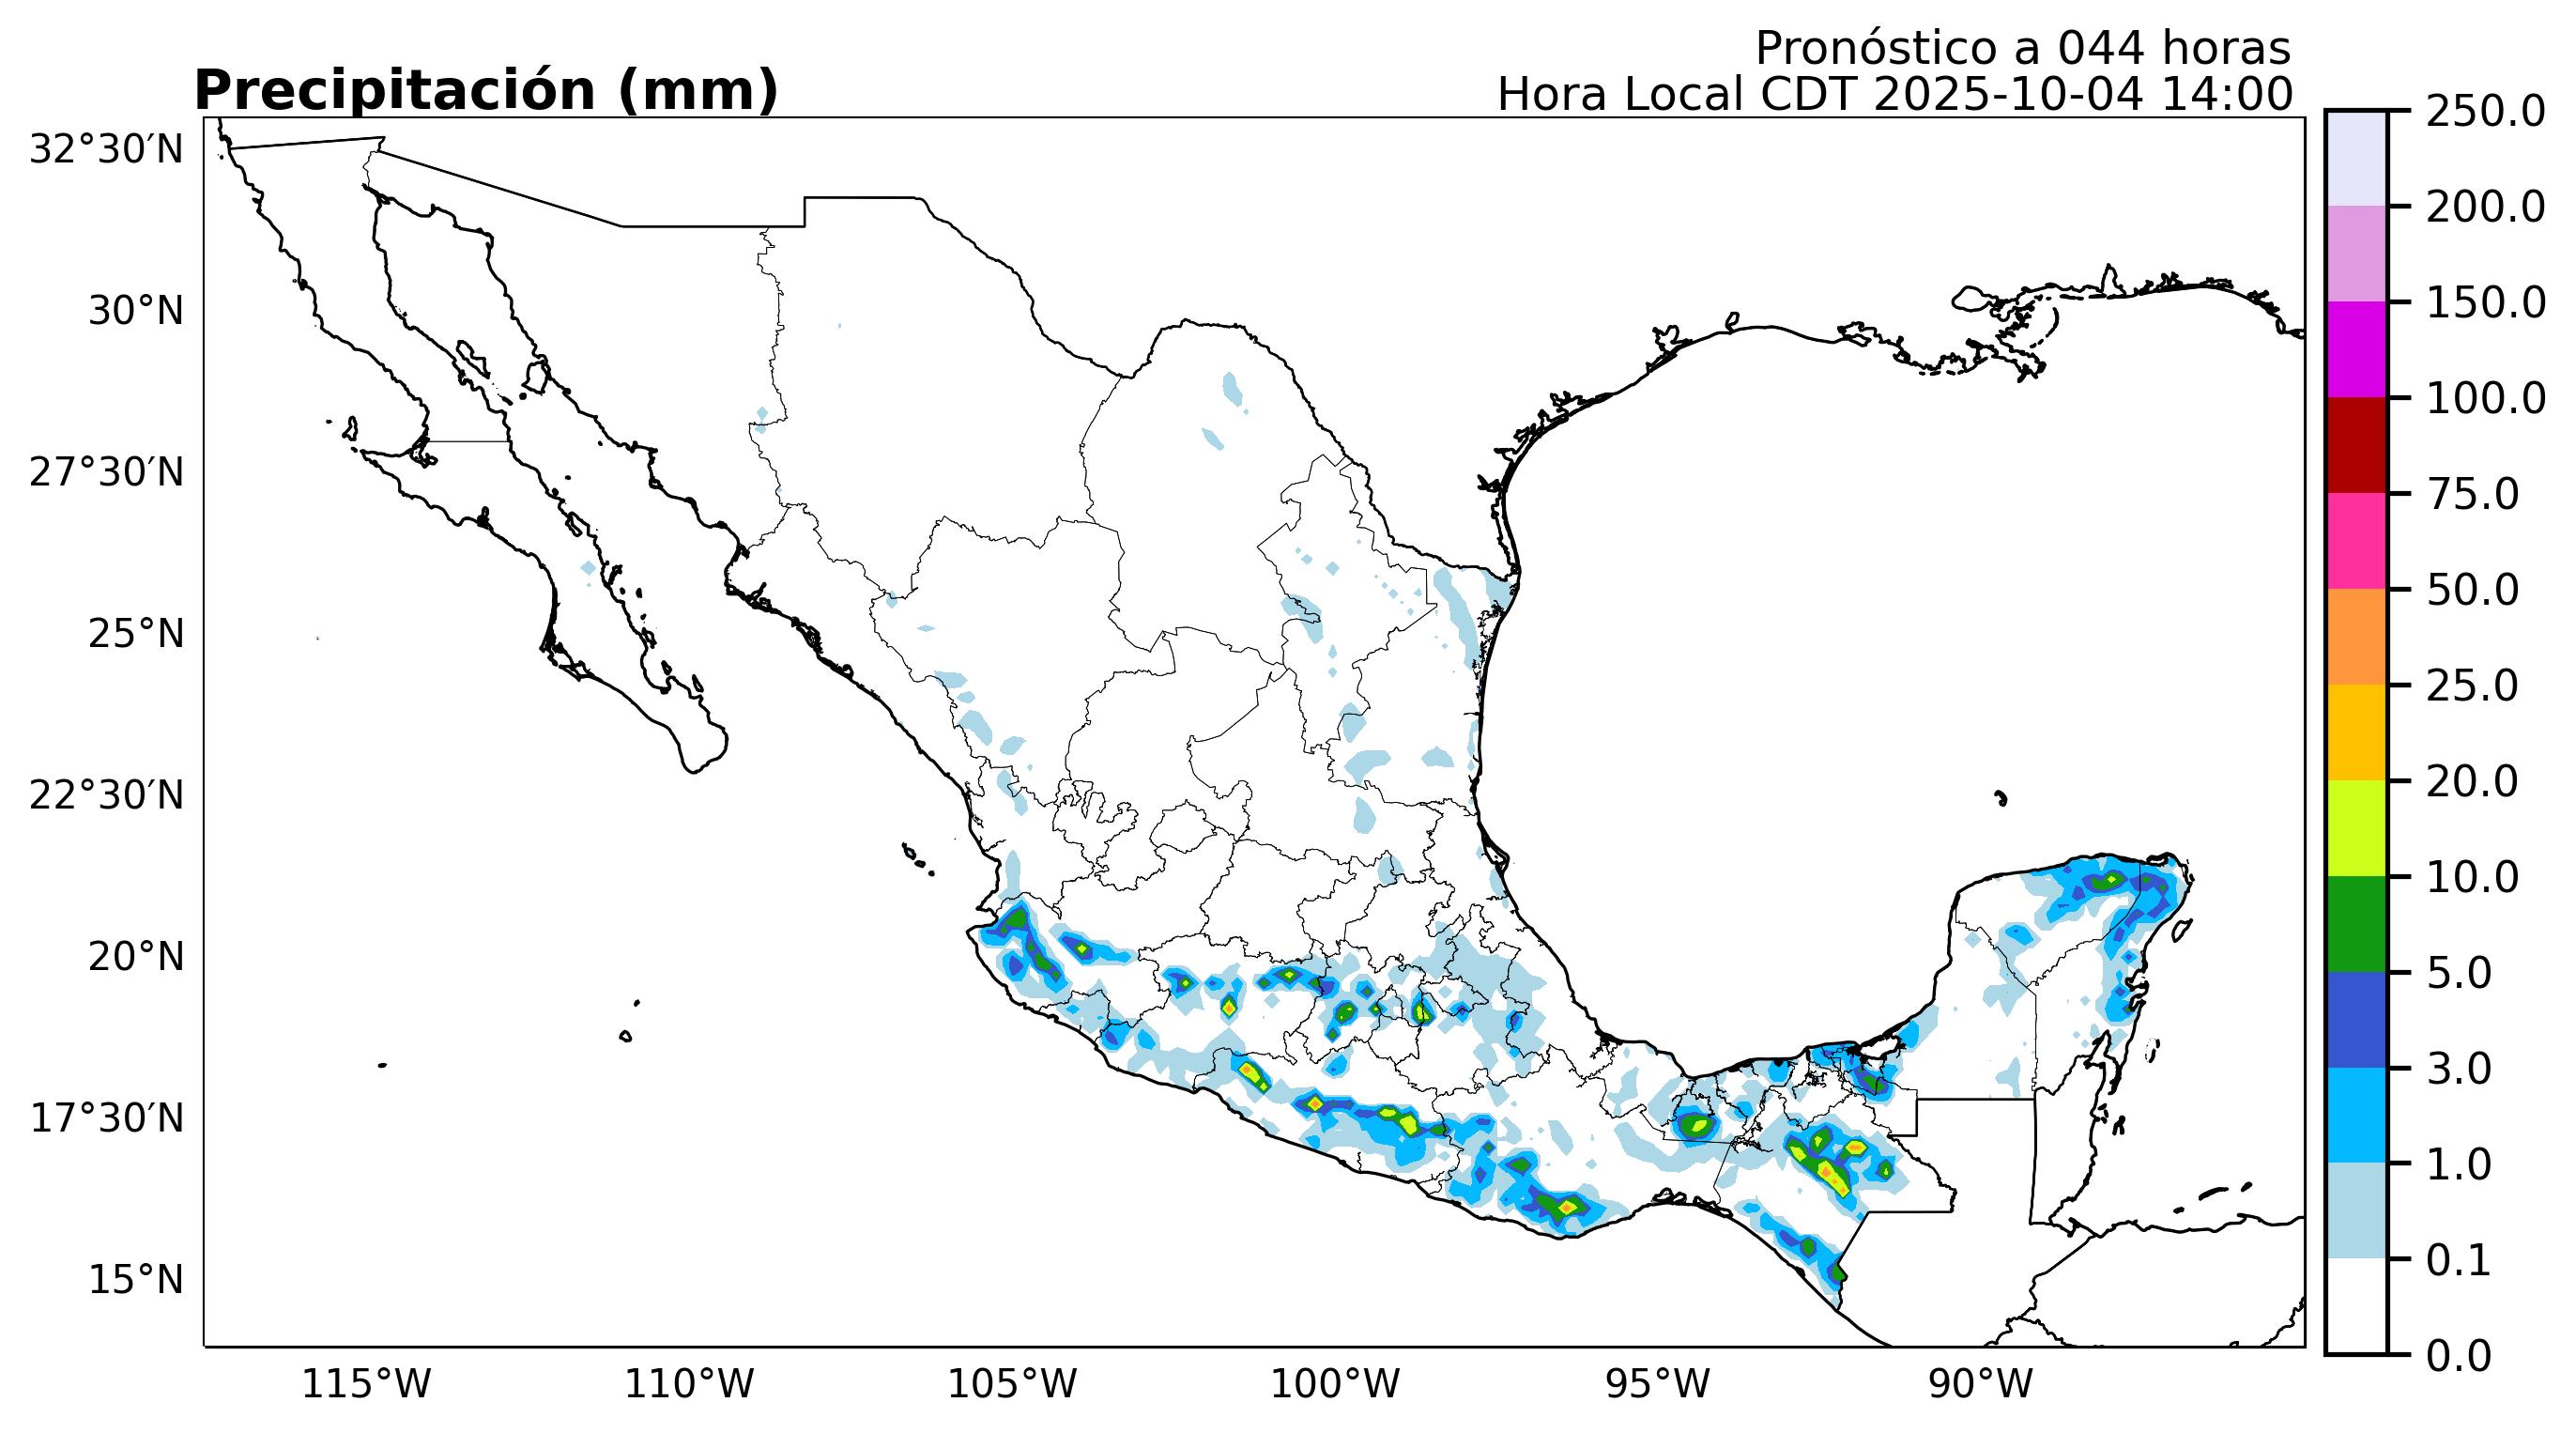 Pronóstico a 044 horas
Precipitación (mm)
Hora Local CDT 2025-10-04 14:00
32°30′N
30°N
27°30′N
25°N
22°30′N
20°N
17°30′N
15°N
115°W
110°W
105°W
100°W
95°W
90°W
250.0
200.0
150.0
100.0
75.0
50.0
25.0
20.0
10.0
5.0
3.0
1.0
0.1
0.0